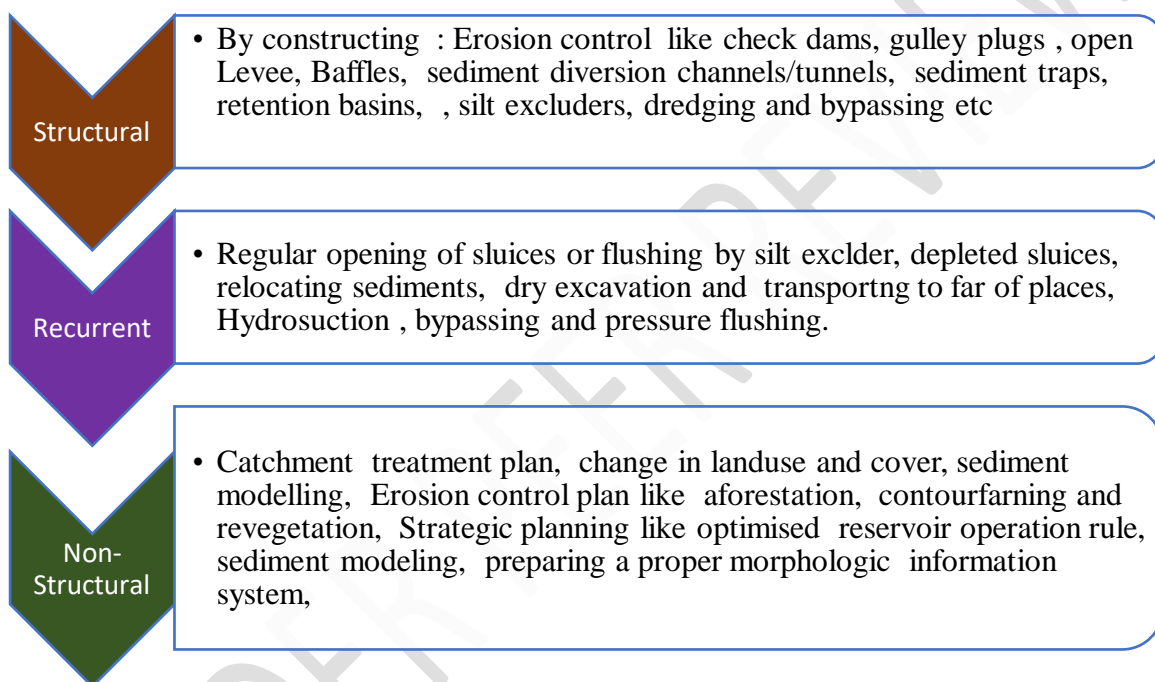 Structural
• By constructing : Erosion control like check dams, gulley plugs , open
Levee, Baffles, sediment diversion channels/tunnels, sediment traps,
retention basins, , silt excluders, dredging and bypassing etc
Recurrent
• Regular opening of sluices or flushing by silt exclder, depleted sluices,
relocating sediments, dry excavation and transportng to far of places,
Hydrosuction , bypassing and pressure flushing.
Non-
Structural
• Catchment treatment plan, change in landuse and cover, sediment
modelling, Erosion control plan like aforestation, contourfarning and
revegetation, Strategic planning like optimised reservoir operation rule,
sediment modeling, preparing a proper morphologic information
system,